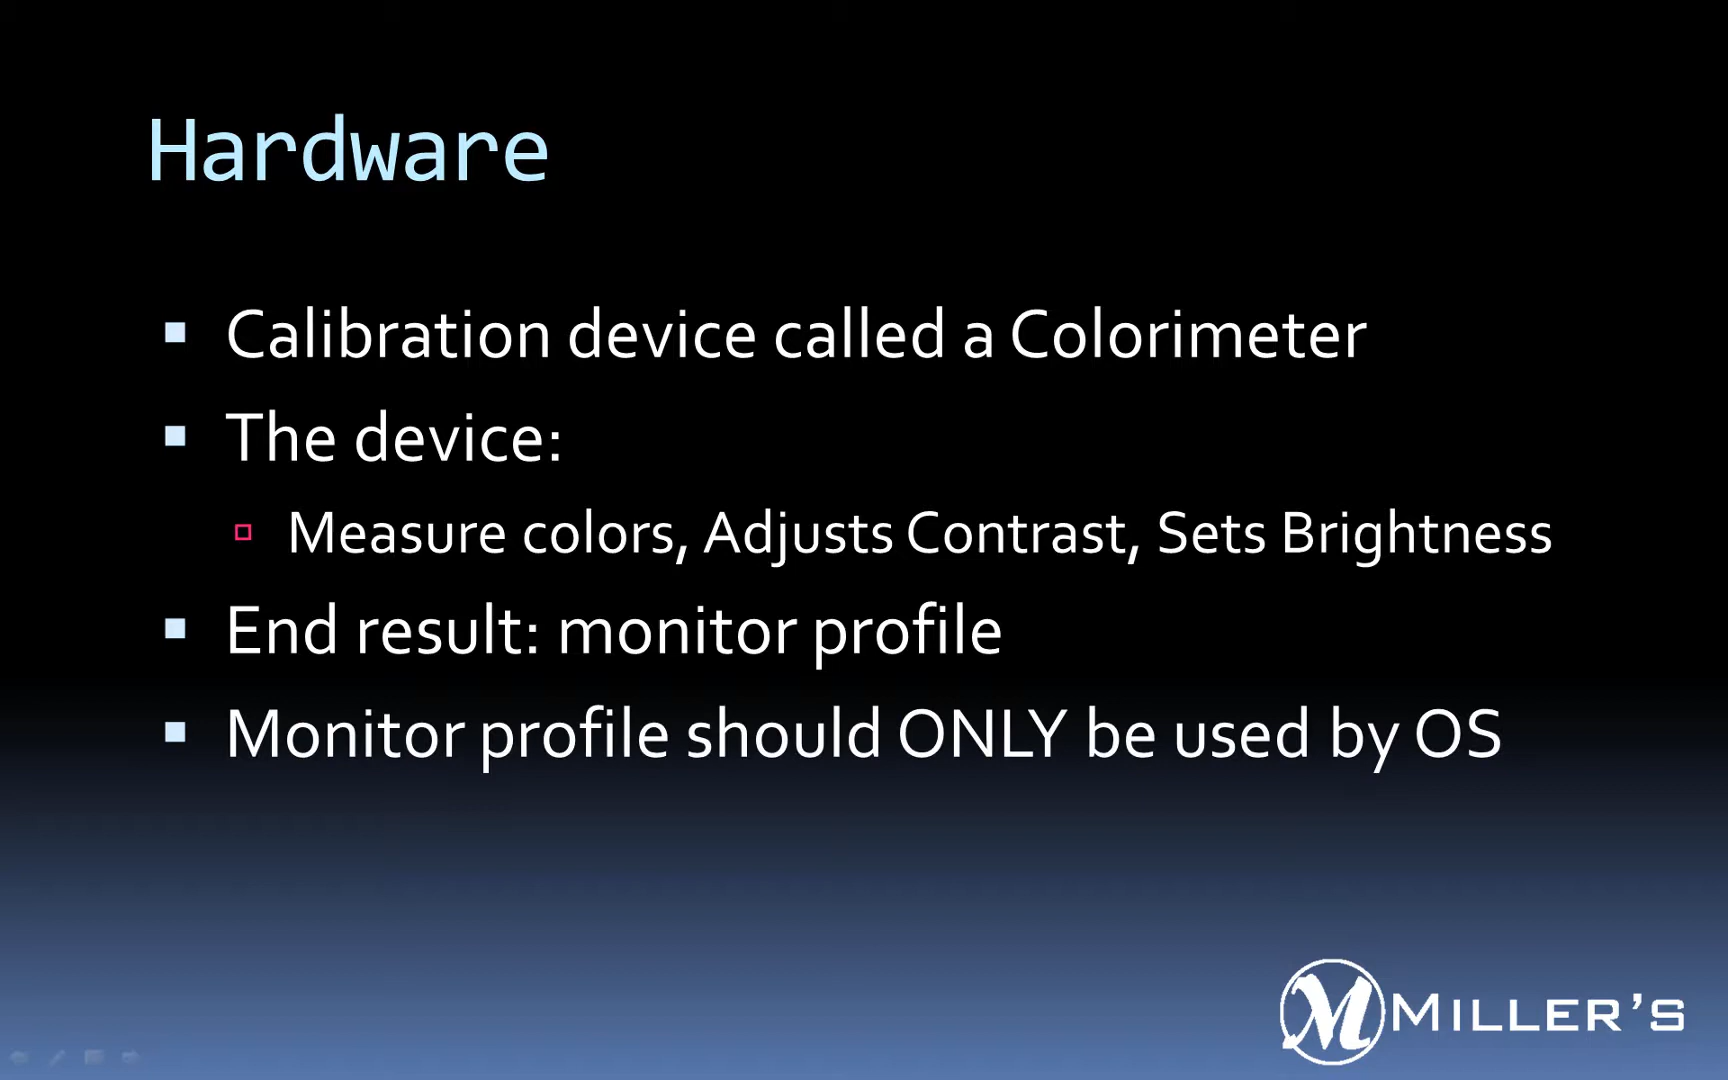 Hardware
Calibration device called a Colorimeter
The device:
Measure colors, Adjusts Contrast, Sets Brightness
End result: monitor profile
Monitor profile should ONLY be used by OS
M MILLER'S